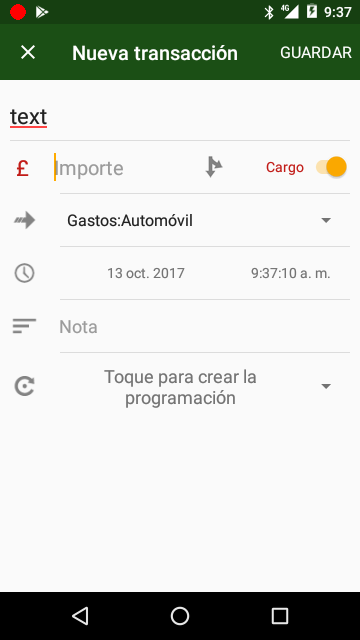 4G 9:37
Nueva transacción GUARDAR
text
£ Importe Cargo
Gastos:Automóvil
13 oct. 2017 9:37:10 a. m.
Nota
Toque para crear la
programación